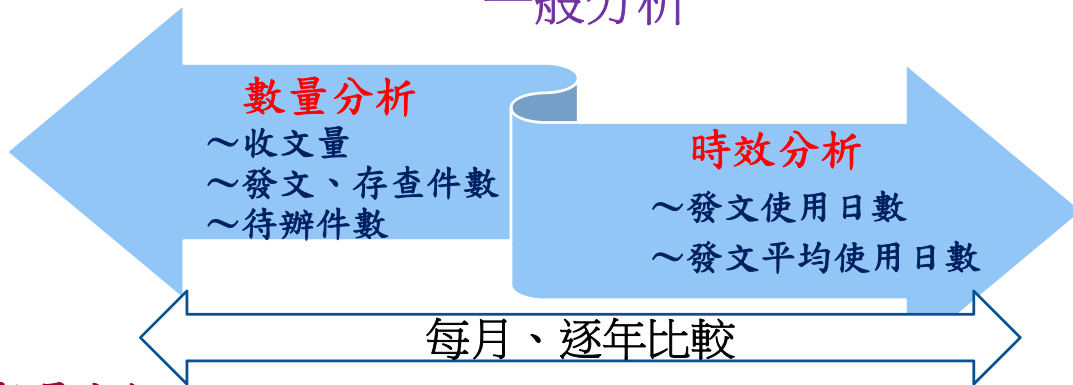 一般分析
數量分析
～收文量
～發文、存查件數
～待辦件數
時效分析
～發文使用日數
～發文平均使用日數
每月、逐年比較